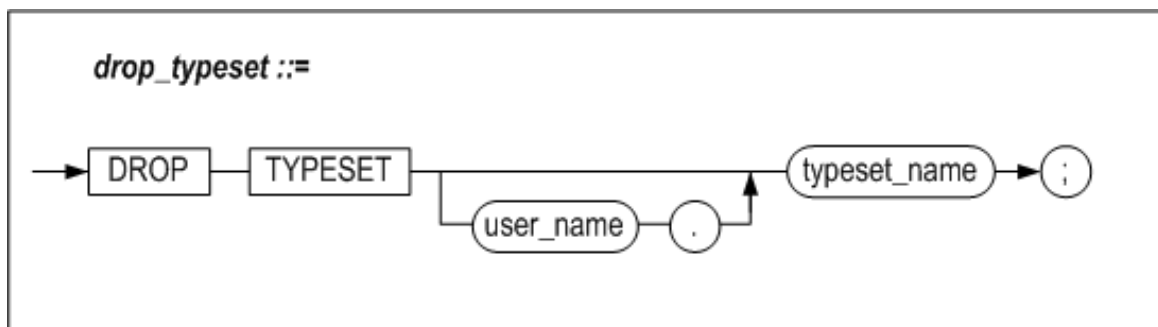 drop_typeset ::=
DROP TYPESET typeset_name ;
user_name .